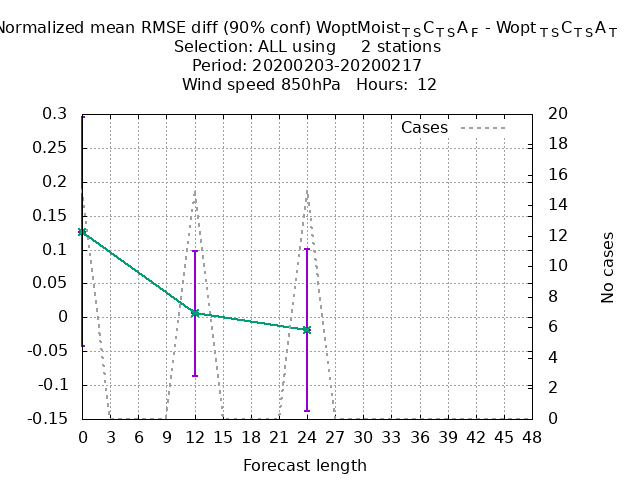 Normalized mean RMSE diff (90% conf) WoptMoistTSCTSAF - WoptTSCTSAT
Selection: ALL using 2 stations
Period: 20200203-20200217
Wind speed 850hPa Hours: 12
Cases
0.3
0.25
0.2
0.15
0.1
0.05
0
-0.05
-0.1
-0.15
20
18
16
14
12
10
8
6
4
2
0
No cases
0 3 6 9 12 15 18 21 24 27 30 33 36 39 42 45 48
Forecast length